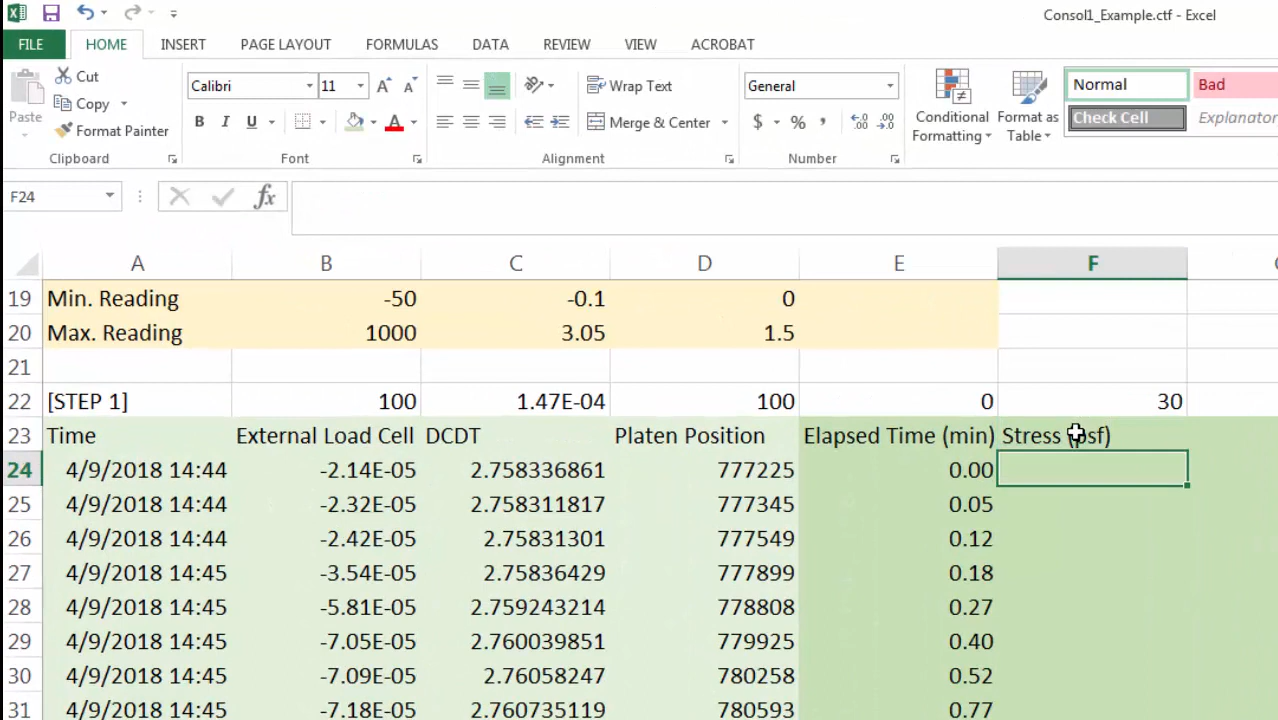 Consol1_Example.ctf - Excel
FILE HOME INSERT PAGE LAYOUT FORMULAS DATA REVIEW VIEW ACROBAT
Paste Cut Copy Format Painter
Calibri 11
B I U A A A
Wrap Text
Merge & Center
General
$ % ,
Conditional Formatting
Format as Table
Normal Bad
Check Cell Explanator
Clipboard Font Alignment Number
F24 fx
A B C D E F
19 Min. Reading -50 -0.1 0
20 Max. Reading 1000 3.05 1.5
21
22 [STEP 1] 100 1.47E-04 100 0 30
23 Time External Load Cell DCDT Platen Position Elapsed Time (min) Stress
24 4/9/2018 14:44 -2.14E-05 2.758336861 777225 0.00
25 4/9/2018 14:44 -2.32E-05 2.758311817 777345 0.05
26 4/9/2018 14:44 -2.42E-05 2.75831301 777549 0.12
27 4/9/2018 14:45 -3.54E-05 2.75836429 777899 0.18
28 4/9/2018 14:45 -5.81E-05 2.759243214 778808 0.27
29 4/9/2018 14:45 -7.05E-05 2.760039851 779925 0.40
30 4/9/2018 14:45 -7.09E-05 2.76058247 780258 0.52
31 4/9/2018 14:45 -7.18E-05 2.760735119 780593 0.77